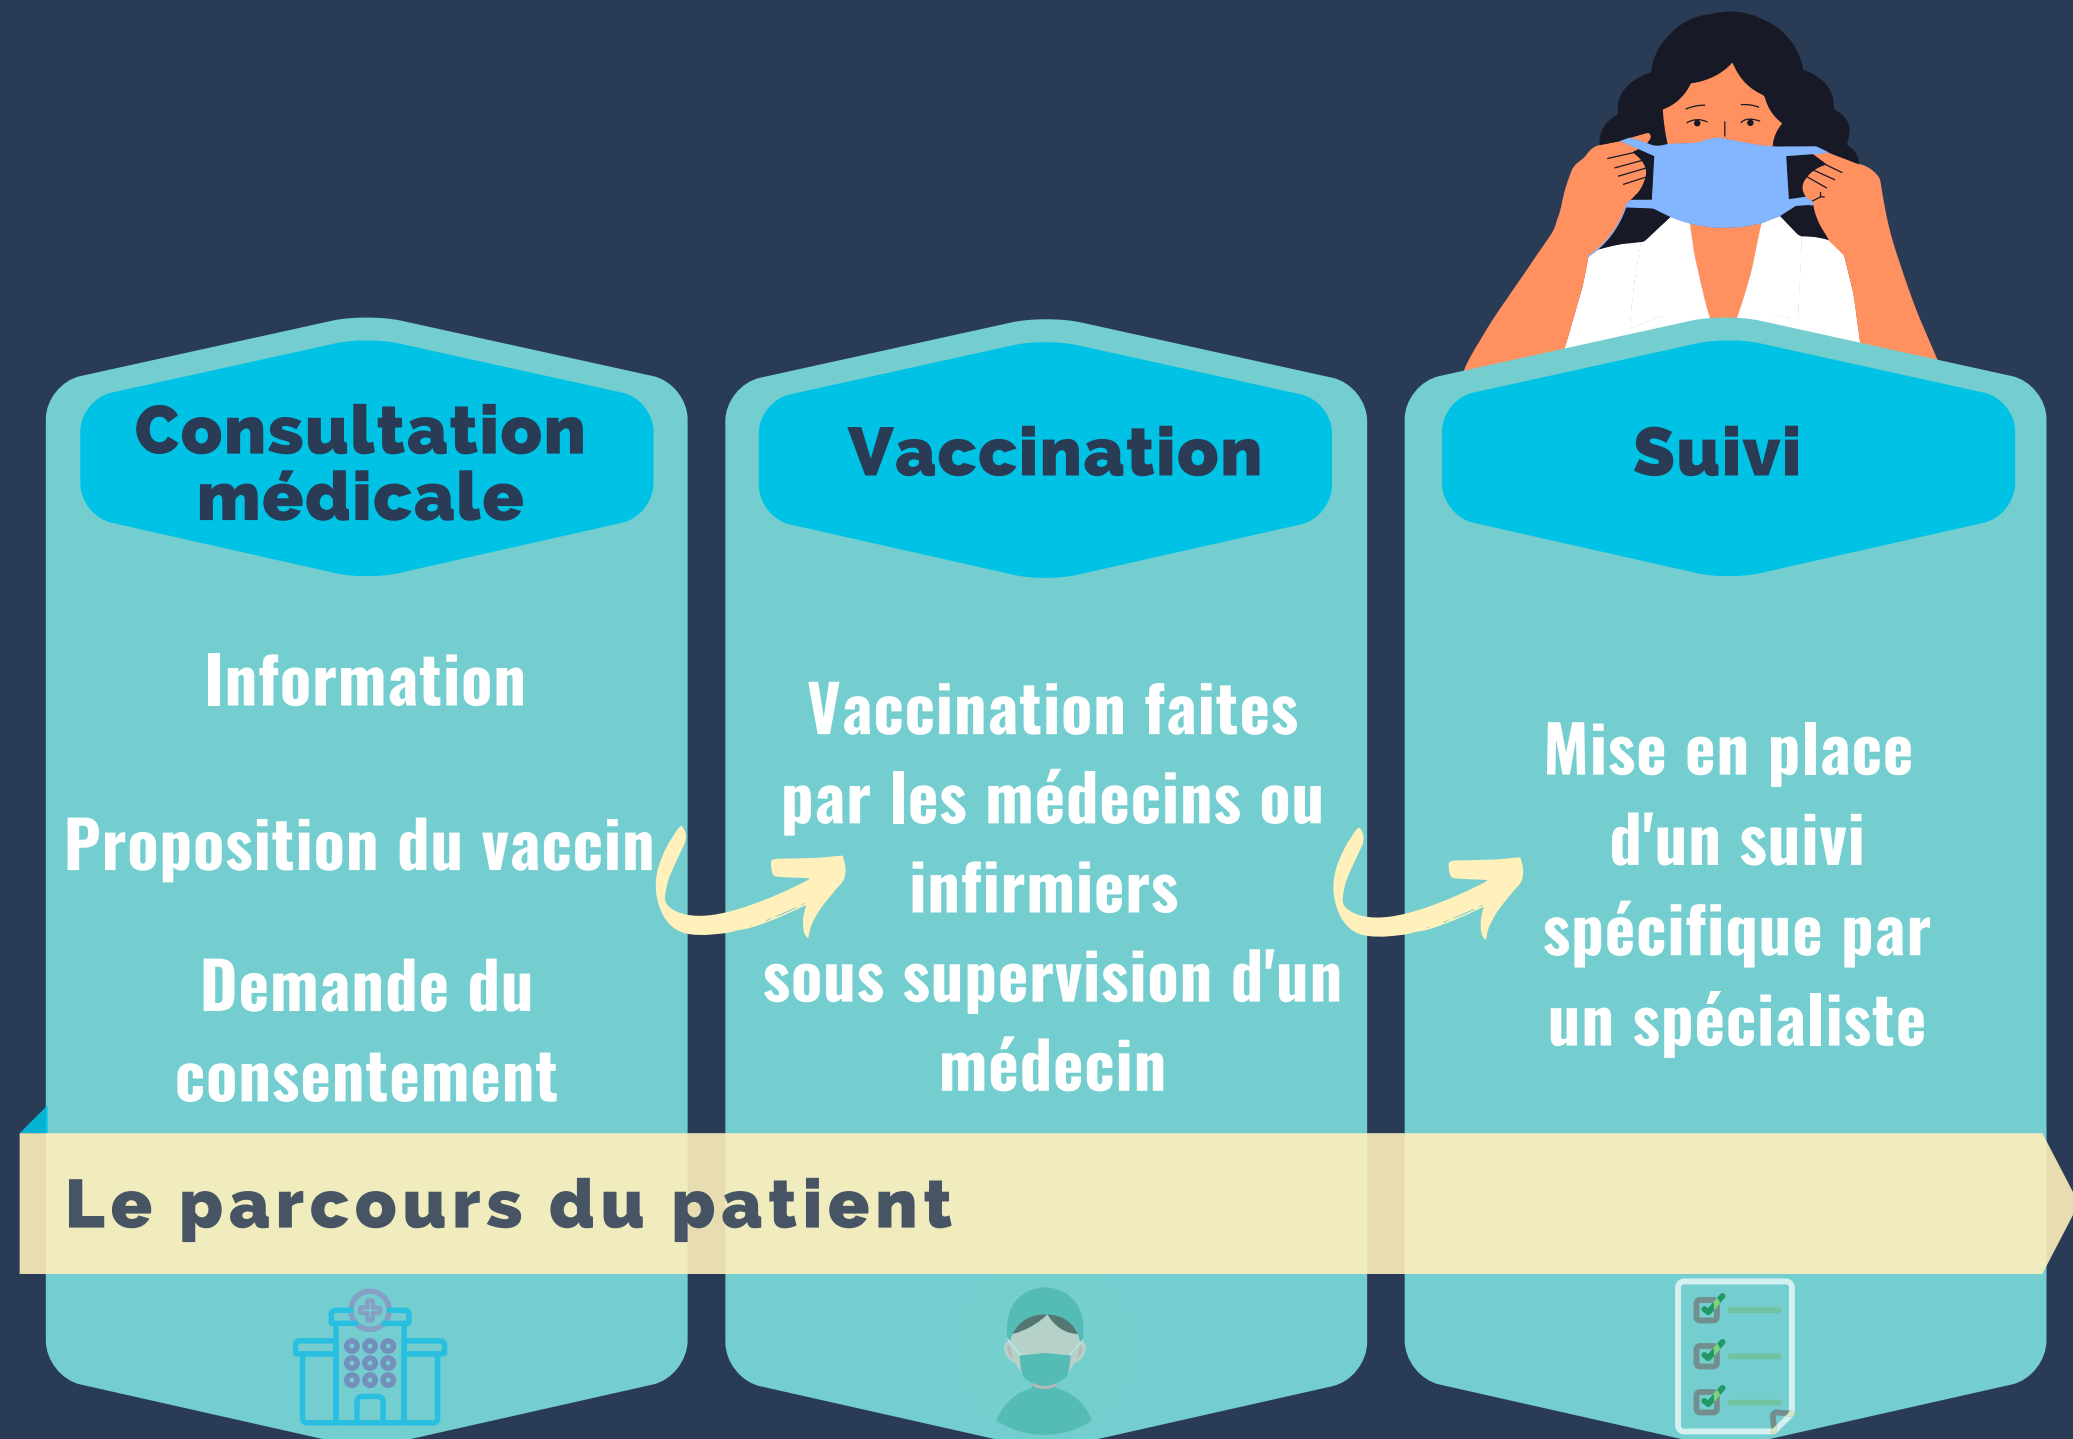 Consultation
médicale
Information
Proposition du vaccin
Demande du
consentement
Vaccination
Vaccination faites
par les médecins ou
infirmiers
sous supervision d'un
médecin
Suivi
Mise en place
d'un suivi
spécifique par
un spécialiste
Le parcours du patient